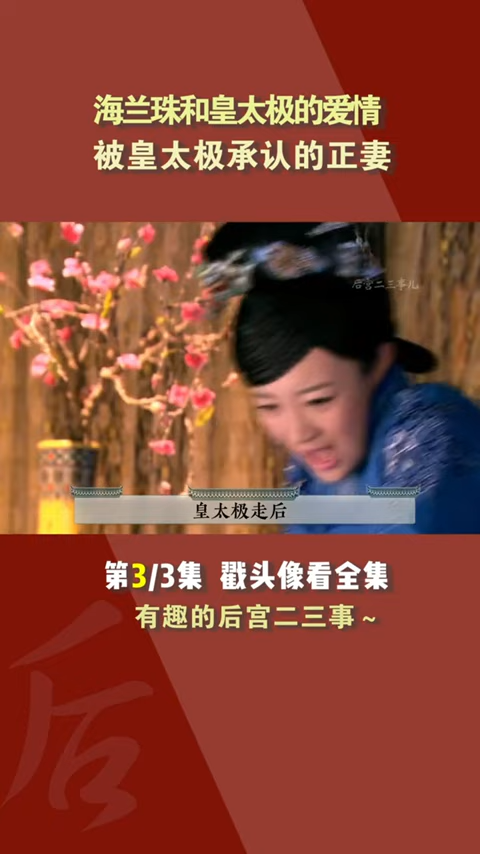 海兰珠和皇太极的爱情
被皇太极承认的正妻
后宫二三事儿
皇太极走后
第3/3集 戳头像看全集
有趣的后宫二三事~
后